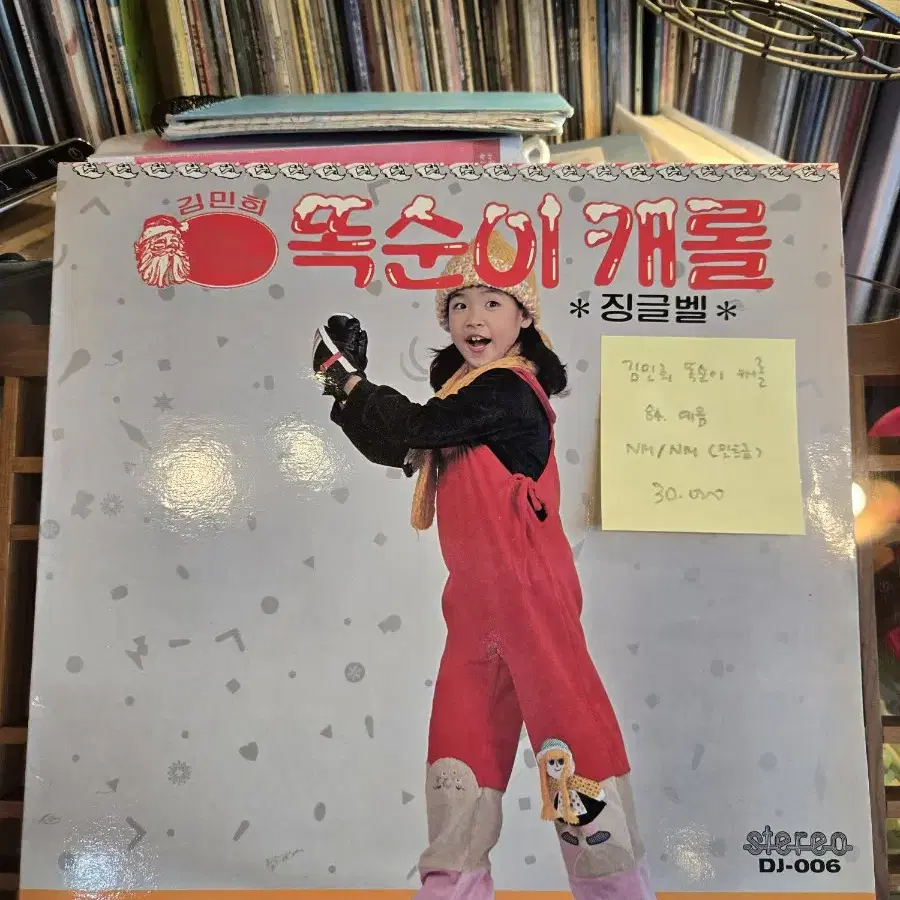 김민희
똑순이 캐롤
*징글벨*
김민희 똑순이 캐롤
84. 예음
NM/NM (민트급)
30.000
stereo
DJ-006